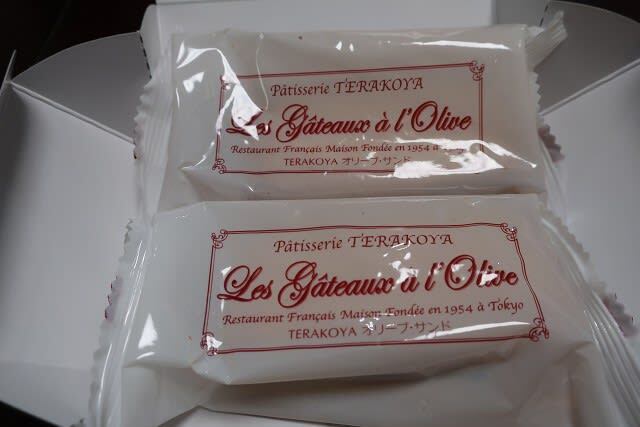 Pâtisserie TERAKOYA
Les Gâteaux à l'Olive
Restaurant Français Maison Fondée en 1954 à
TERAKOYA オリーブ・サンド
Pâtisserie TERAKOYA
Les Gâteaux à l'Olive
Restaurant Français Maison Fondée en 1954 à Tokyo
TERAKOYA オリーブ・サンド